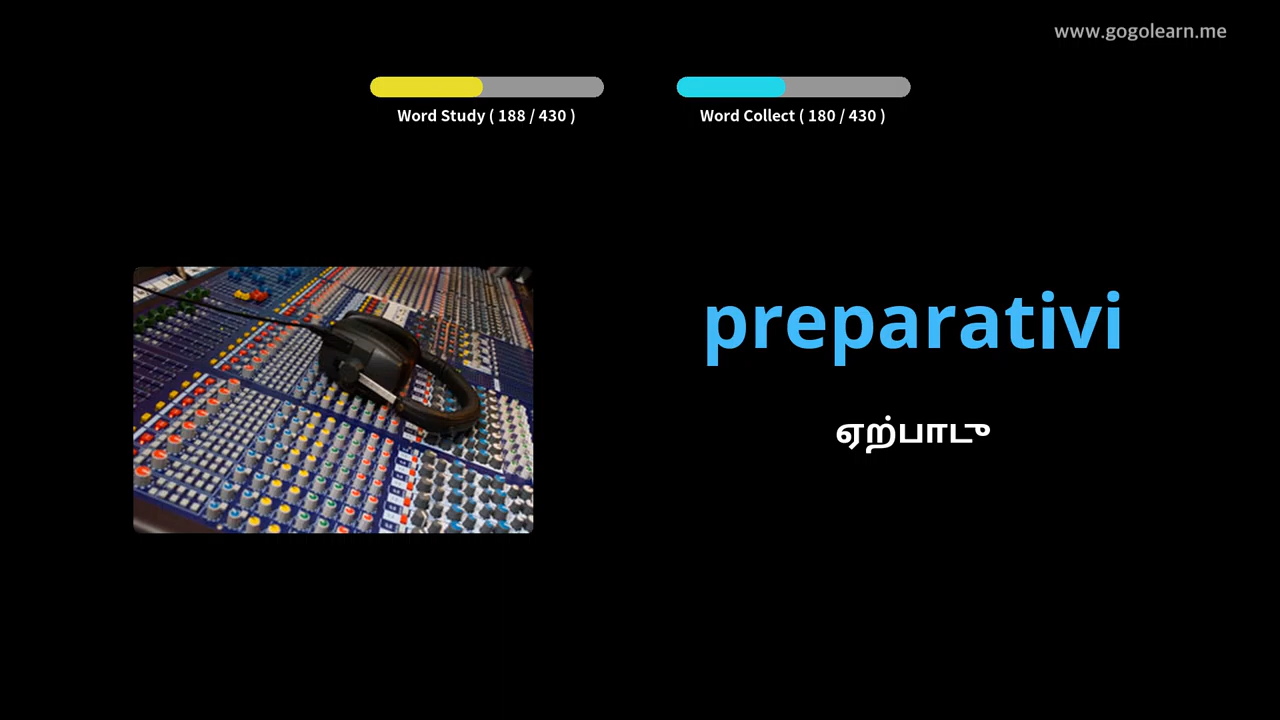 www.gogolearn.me
Word Study ( 188 / 430 )
Word Collect ( 180 / 430 )
preparativi
ஏற்பாடு